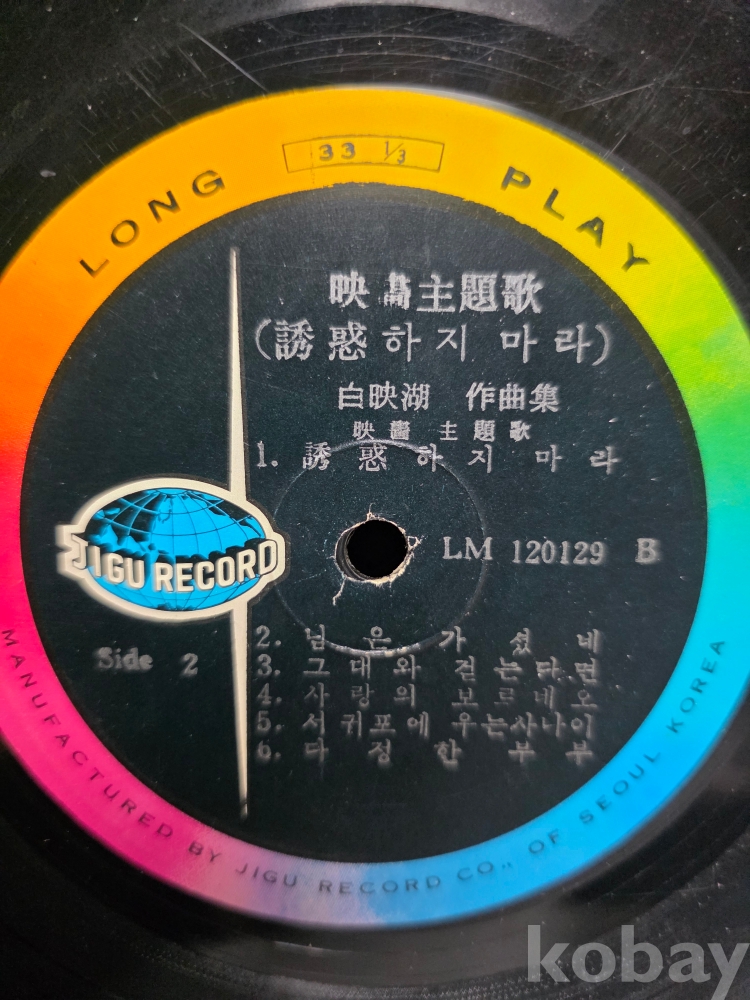 LONG 33 1/3 PLAY
映畵主題歌
(誘惑하지 마라)
白映湖 作曲集
映畵主題歌
1. 誘惑하지 마라
JIGU RECORD
LM 120129 B
Side 2
2. 님은 가셨네
3. 그대와 걷는다면
4. 사랑의 보르네오
5. 서귀포에 우는사나이
6. 다정한 부부
MANUFACTURED BY JIGU RECORD CO., OF SEOUL KOREA
kobay